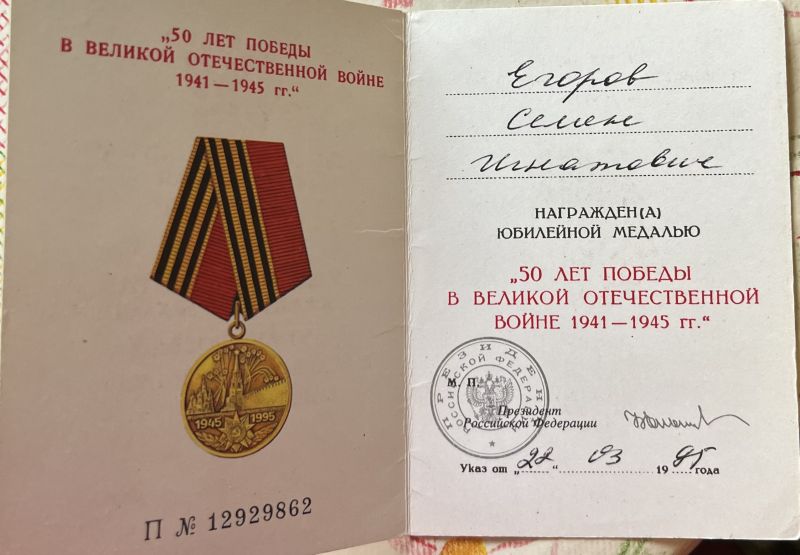 „50 ЛЕТ ПОБЕДЫ
В ВЕЛИКОЙ ОТЕЧЕСТВЕННОЙ ВОЙНЕ
1941—1945 гг.“
1945 1995
П № 12929862
Егоров
Семен
Игнатович
НАГРАЖДЕН(А)
ЮБИЛЕЙНОЙ МЕДАЛЬЮ
„50 ЛЕТ ПОБЕДЫ
В ВЕЛИКОЙ ОТЕЧЕСТВЕННОЙ
ВОЙНЕ 1941—1945 гг.“
ПРЕЗИДЕНТ
РОССИЙСКОЙ ФЕДЕРАЦИИ
М. П.
Президент
Российской Федерации
Указ от „22“ 03 1995 года